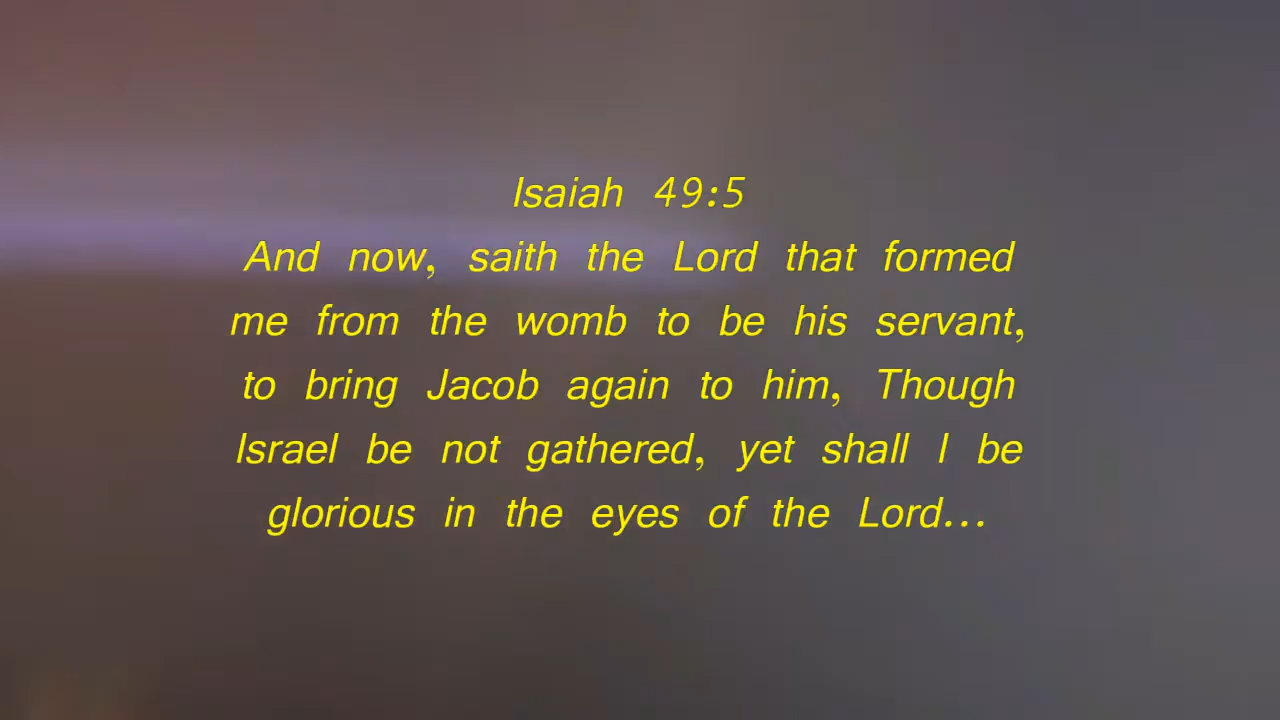 Isaiah 49:5
And now, saith the Lord that formed
me from the womb to be his servant,
to bring Jacob again to him, Though
Israel be not gathered, yet shall I be
glorious in the eyes of the Lord...